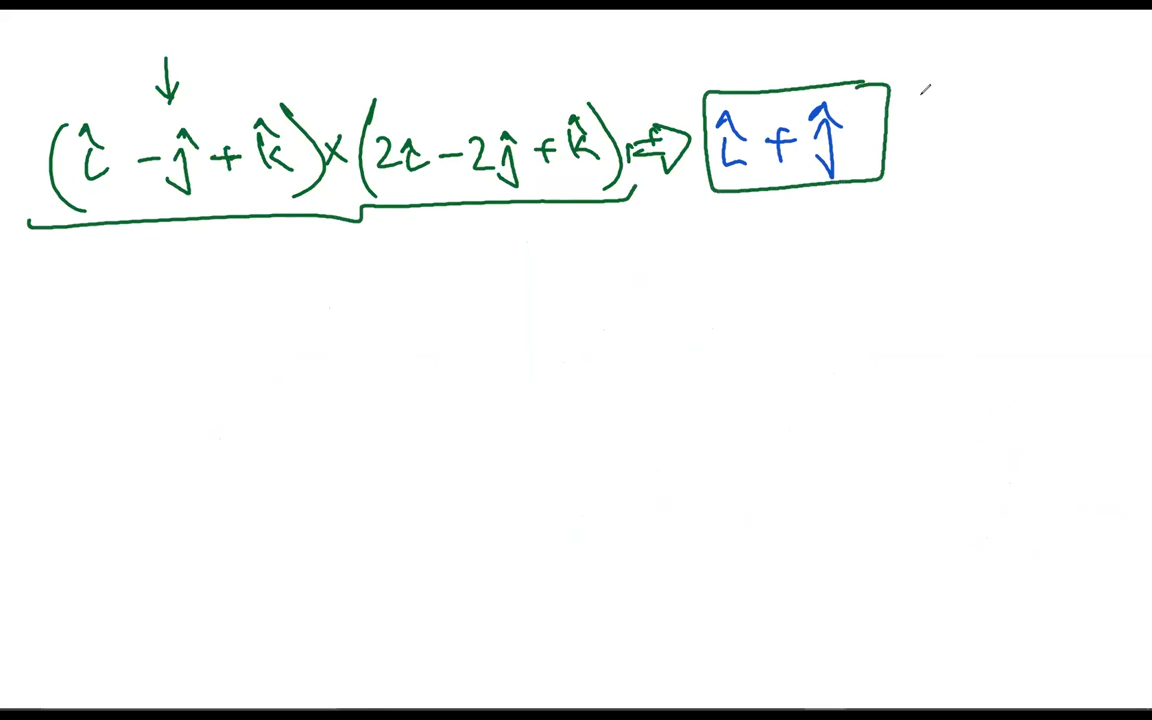 (î - ĵ + k̂) × (2î - 2ĵ + k̂) ⇒ î + ĵ